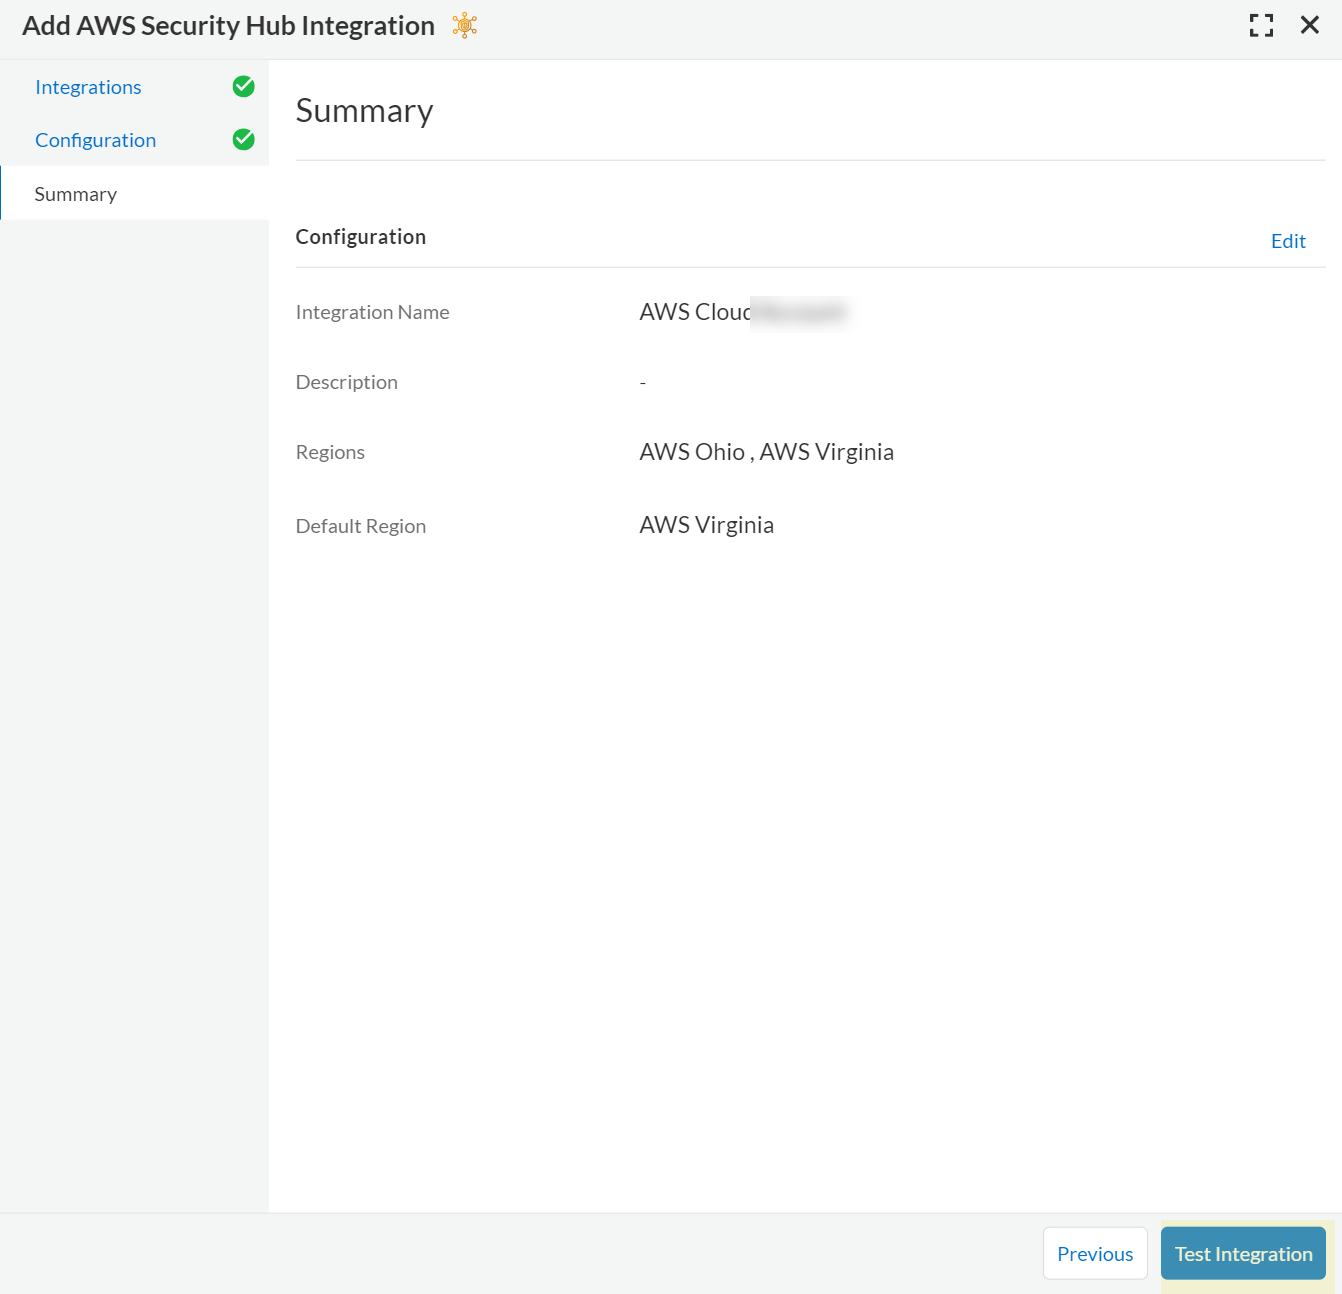 Add AWS Security Hub Integration
Integrations
Configuration
Summary
Summary
Configuration
Edit
Integration Name
AWS Cloud
Description
-
Regions
AWS Ohio , AWS Virginia
Default Region
AWS Virginia
Previous
Test Integration